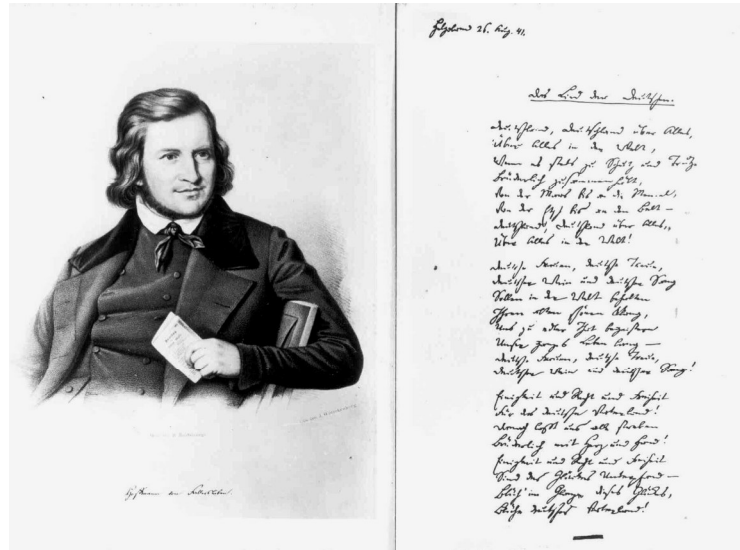 Hoffmann von Fallersleben.
Helgoland 26. Aug. 41.
Das Lied der Deutschen.
Deutschland, Deutschland über Alles,
Über Alles in der Welt,
Wenn es stets zu Schutz und Trutze
Brüderlich zusammenhält,
Von der Maas bis an die Memel,
Von der Etsch bis an den Belt –
Deutschland, Deutschland über Alles,
Über Alles in der Welt!
Deutsche Frauen, deutsche Treue,
Deutscher Wein und deutscher Sang
Sollen in der Welt behalten
Ihren alten schönen Klang,
Uns zu edler That begeistern
Unser ganzes Leben lang –
Deutsche Frauen, deutsche Treue,
Deutscher Wein und deutscher Sang!
Einigkeit und Recht und Freiheit
Für das deutsche Vaterland!
Danach lasst uns alle streben
Brüderlich mit Herz und Hand!
Einigkeit und Recht und Freiheit
Sind des Glückes Unterpfand –
Blüh' im Glanze dieses Glückes,
Blühe deutsches Vaterland!